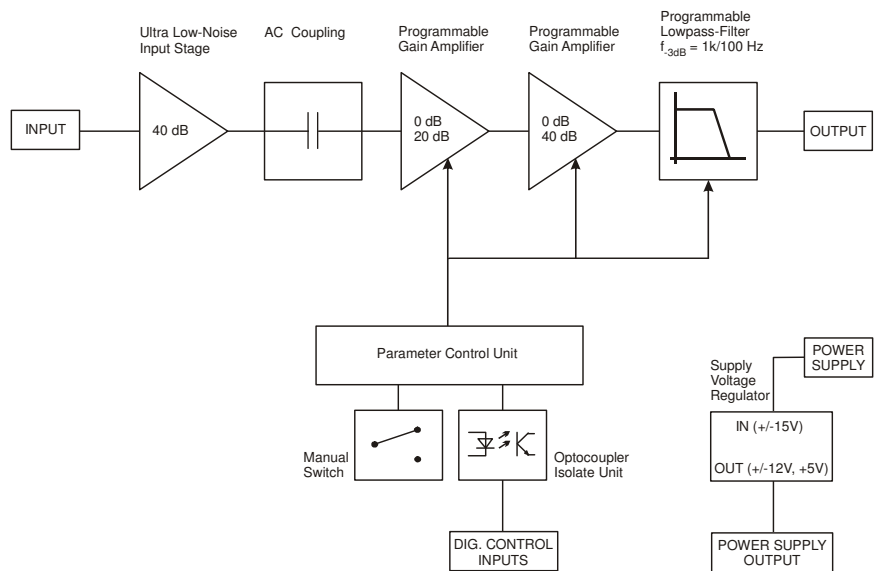 Ultra Low-Noise
Input Stage
AC Coupling
Programmable
Gain Amplifier
Programmable
Gain Amplifier
Programmable
Lowpass-Filter
f-3dB = 1k/100 Hz
INPUT
40 dB
0 dB
20 dB
0 dB
40 dB
OUTPUT
Parameter Control Unit
Manual
Switch
Optocoupler
Isolate Unit
DIG. CONTROL
INPUTS
POWER
SUPPLY
Supply
Voltage
Regulator
IN (+/-15V)
OUT (+/-12V, +5V)
POWER SUPPLY
OUTPUT